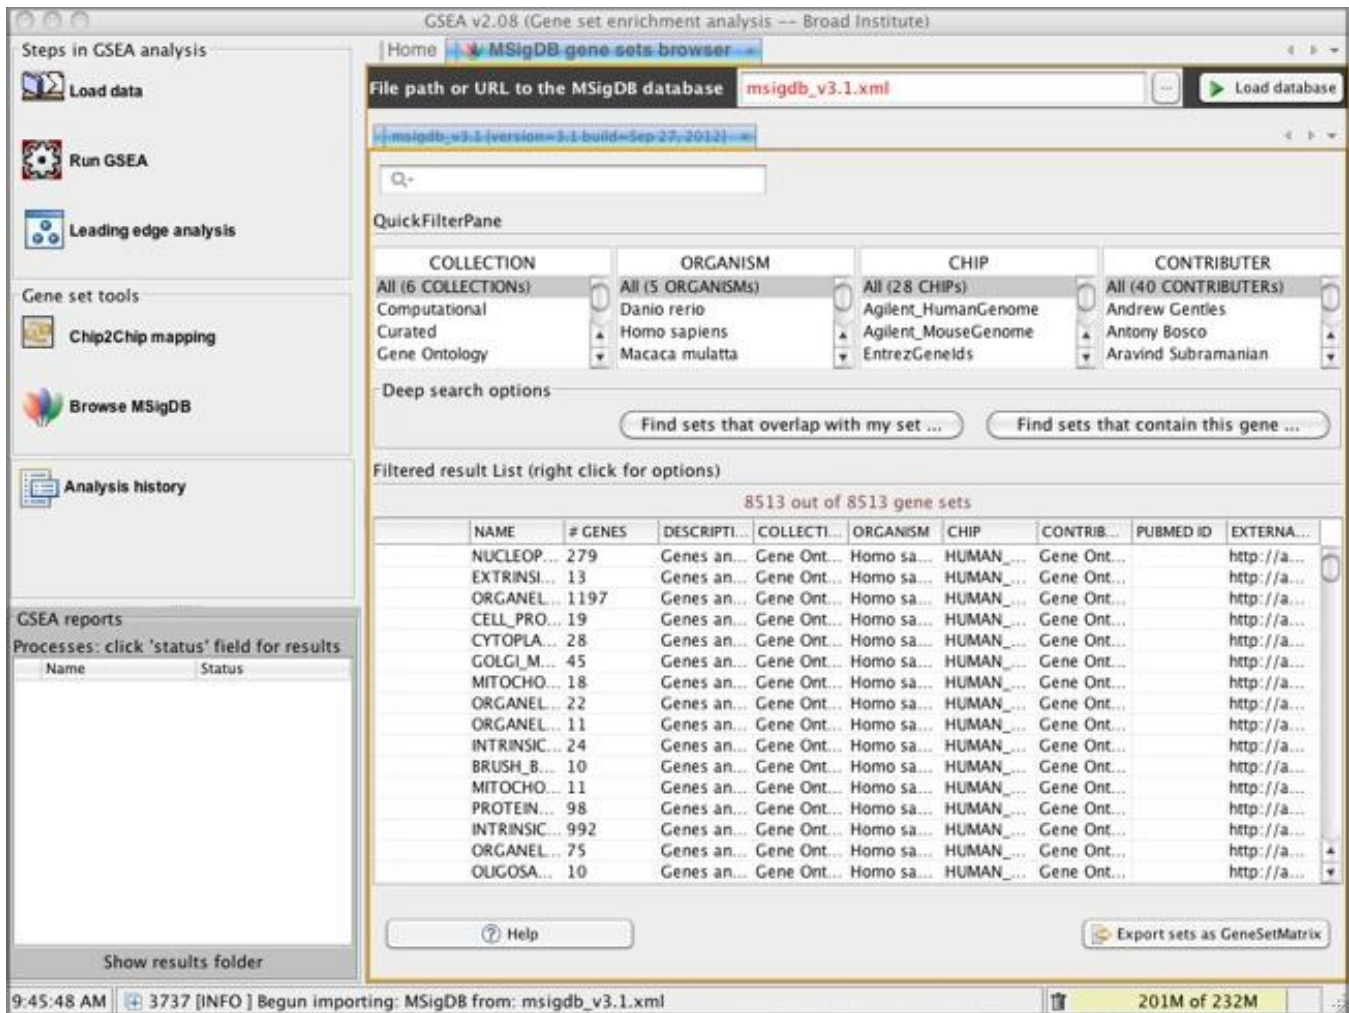 GSEA v2.08 (Gene set enrichment analysis -- Broad Institute)
Steps in GSEA analysis
Load data
Run GSEA
Leading edge analysis
Gene set tools
Chip2Chip mapping
Browse MSigDB
Analysis history
GSEA reports
Processes: click 'status' field for results
Name Status
Show results folder
Home MSigDB gene sets browser
File path or URL to the MSigDB database msigdb_v3.1.xml ... Load database
msigdb_v3.1 [version=3.1 build=Sep 27, 2012]
QuickFilterPane
COLLECTION ORGANISM CHIP CONTRIBUTER
All (6 COLLECTIONs) All (5 ORGANISMs) All (28 CHIPs) All (40 CONTRIBUTERs)
Computational Danio rerio Agilent_HumanGenome Andrew Gentles
Curated Homo sapiens Agilent_MouseGenome Antony Bosco
Gene Ontology Macaca mulatta EntrezGeneIds Aravind Subramanian
Deep search options
Find sets that overlap with my set ... Find sets that contain this gene ...
Filtered result List (right click for options)
8513 out of 8513 gene sets
NAME # GENES DESCRIPTI... COLLECTI... ORGANISM CHIP CONTRIB... PUBMED ID EXTERNA...
NUCLEOP... 279 Genes an... Gene Ont... Homo sa... HUMAN_... Gene Ont... http://a...
EXTRINSI... 13 Genes an... Gene Ont... Homo sa... HUMAN_... Gene Ont... http://a...
ORGANEL... 1197 Genes an... Gene Ont... Homo sa... HUMAN_... Gene Ont... http://a...
CELL_PRO... 19 Genes an... Gene Ont... Homo sa... HUMAN_... Gene Ont... http://a...
CYTOPLA... 28 Genes an... Gene Ont... Homo sa... HUMAN_... Gene Ont... http://a...
GOLGI_M... 45 Genes an... Gene Ont... Homo sa... HUMAN_... Gene Ont... http://a...
MITOCHO... 18 Genes an... Gene Ont... Homo sa... HUMAN_... Gene Ont... http://a...
ORGANEL... 22 Genes an... Gene Ont... Homo sa... HUMAN_... Gene Ont... http://a...
ORGANEL... 11 Genes an... Gene Ont... Homo sa... HUMAN_... Gene Ont... http://a...
INTRINSIC... 24 Genes an... Gene Ont... Homo sa... HUMAN_... Gene Ont... http://a...
BRUSH_B... 10 Genes an... Gene Ont... Homo sa... HUMAN_... Gene Ont... http://a...
MITOCHO... 11 Genes an... Gene Ont... Homo sa... HUMAN_... Gene Ont... http://a...
PROTEIN... 98 Genes an... Gene Ont... Homo sa... HUMAN_... Gene Ont... http://a...
INTRINSIC... 992 Genes an... Gene Ont... Homo sa... HUMAN_... Gene Ont... http://a...
ORGANEL... 75 Genes an... Gene Ont... Homo sa... HUMAN_... Gene Ont... http://a...
OLIGOSA... 10 Genes an... Gene Ont... Homo sa... HUMAN_... Gene Ont... http://a...
Help Export sets as GeneSetMatrix
9:45:48 AM 3737 [INFO ] Begun importing: MSigDB from: msigdb_v3.1.xml 201M of 232M